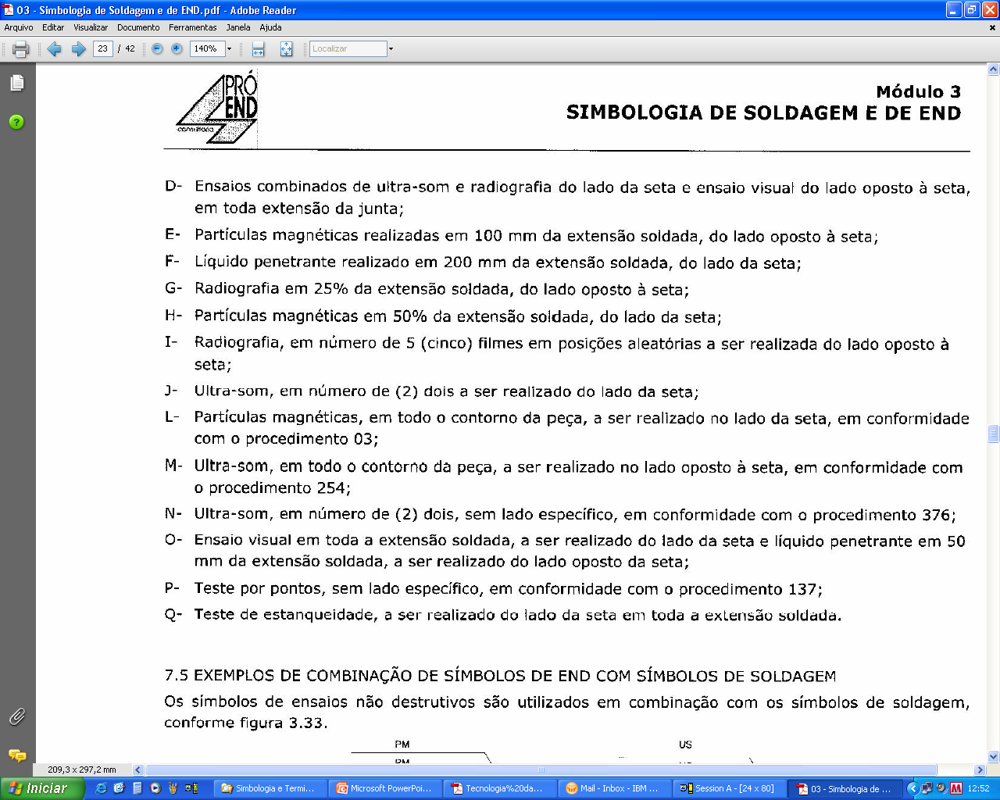 03 - Simbologia de Soldagem e de END.pdf - Adobe Reader
Arquivo Editar Visualizar Documento Ferramentas Janela Ajuda
23 / 42 140% Localizar
PRÓ
END
consultoria
Módulo 3
SIMBOLOGIA DE SOLDAGEM E DE END
D- Ensaios combinados de ultra-som e radiografia do lado da seta e ensaio visual do lado oposto à seta,
em toda extensão da junta;
E- Partículas magnéticas realizadas em 100 mm da extensão soldada, do lado oposto à seta;
F- Líquido penetrante realizado em 200 mm da extensão soldada, do lado da seta;
G- Radiografia em 25% da extensão soldada, do lado oposto à seta;
H- Partículas magnéticas em 50% da extensão soldada, do lado da seta;
I- Radiografia, em número de 5 (cinco) filmes em posições aleatórias a ser realizada do lado oposto à
seta;
J- Ultra-som, em número de (2) dois a ser realizado do lado da seta;
L- Partículas magnéticas, em todo o contorno da peça, a ser realizado no lado da seta, em conformidade
com o procedimento 03;
M- Ultra-som, em todo o contorno da peça, a ser realizado no lado oposto à seta, em conformidade com
o procedimento 254;
N- Ultra-som, em número de (2) dois, sem lado específico, em conformidade com o procedimento 376;
O- Ensaio visual em toda a extensão soldada, a ser realizado do lado da seta e líquido penetrante em 50
mm da extensão soldada, a ser realizado do lado oposto da seta;
P- Teste por pontos, sem lado específico, em conformidade com o procedimento 137;
Q- Teste de estanqueidade, a ser realizado do lado da seta em toda a extensão soldada.
7.5 EXEMPLOS DE COMBINAÇÃO DE SÍMBOLOS DE END COM SÍMBOLOS DE SOLDAGEM
Os símbolos de ensaios não destrutivos são utilizados em combinação com os símbolos de soldagem,
conforme figura 3.33.
PM US
PM
209,3 x 297,2 mm
Iniciar Simbologia e Termi... Microsoft PowerPoi... Tecnologia%20da... Mail - Inbox - IBM ... Session A - [24 x 80] 03 - Simbologia de ... 12:52